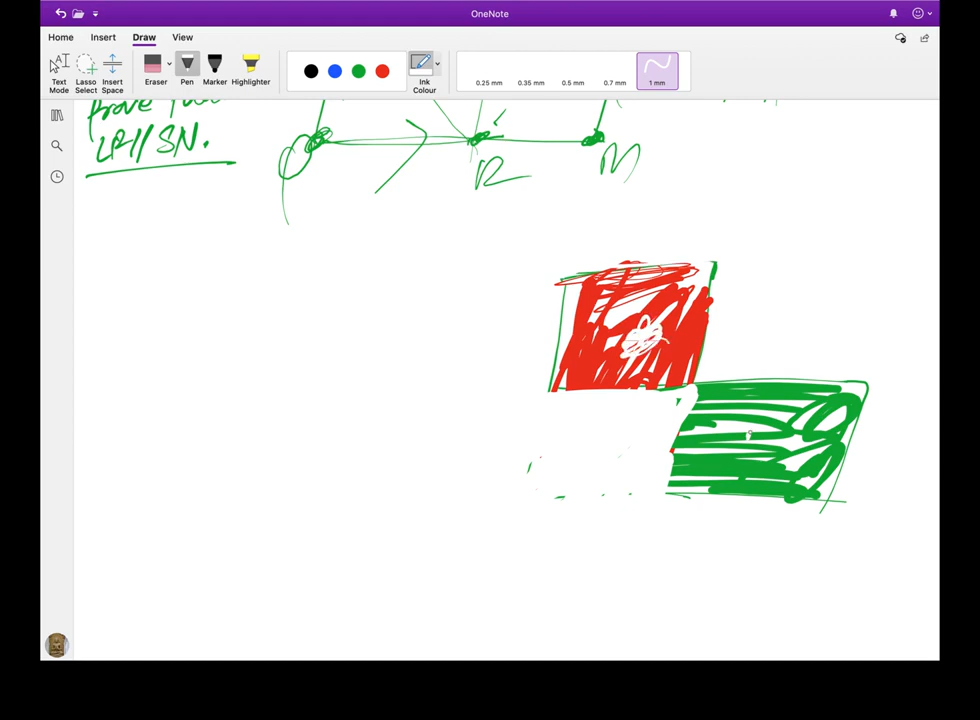 OneNote
Home Insert Draw View
Text Mode
Lasso Select
Insert Space
Eraser
Pen
Marker
Highlighter
Ink Colour
0.25 mm
0.35 mm
0.5 mm
0.7 mm
1 mm
Prove
LR // SN.
O R M